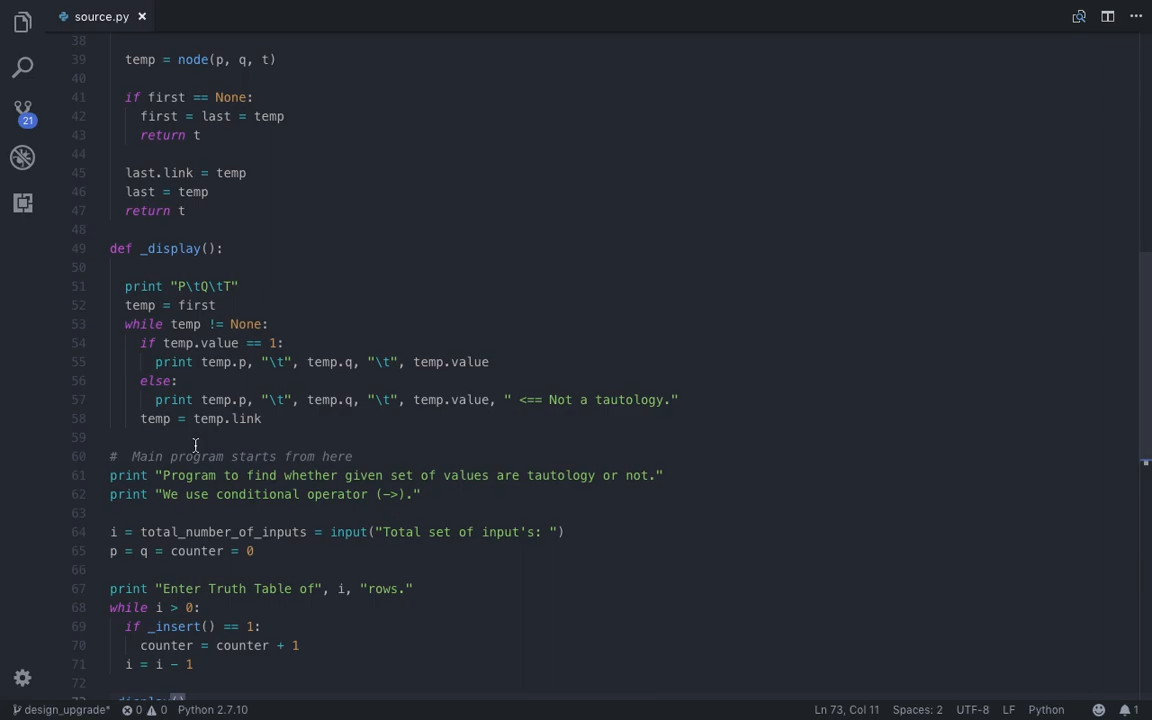 source.py
38
39 temp = node(p, q, t)
40
41 if first == None:
42 first = last = temp
43 return t
44
45 last.link = temp
46 last = temp
47 return t
48
49 def _display():
50
51 print "P\tQ\tT"
52 temp = first
53 while temp != None:
54 if temp.value == 1:
55 print temp.p, "\t", temp.q, "\t", temp.value
56 else:
57 print temp.p, "\t", temp.q, "\t", temp.value, " <== Not a tautology."
58 temp = temp.link
59
60 #  Main program starts from here
61 print "Program to find whether given set of values are tautology or not."
62 print "We use conditional operator (->)."
63
64 i = total_number_of_inputs = input("Total set of input's: ")
65 p = q = counter = 0
66
67 print "Enter Truth Table of", i, "rows."
68 while i > 0:
69 if _insert() == 1:
70 counter = counter + 1
71 i = i - 1
72
73 _display()
21
design_upgrade* 0 0 Python 2.7.10 Ln 73, Col 11 Spaces: 2 UTF-8 LF Python 1